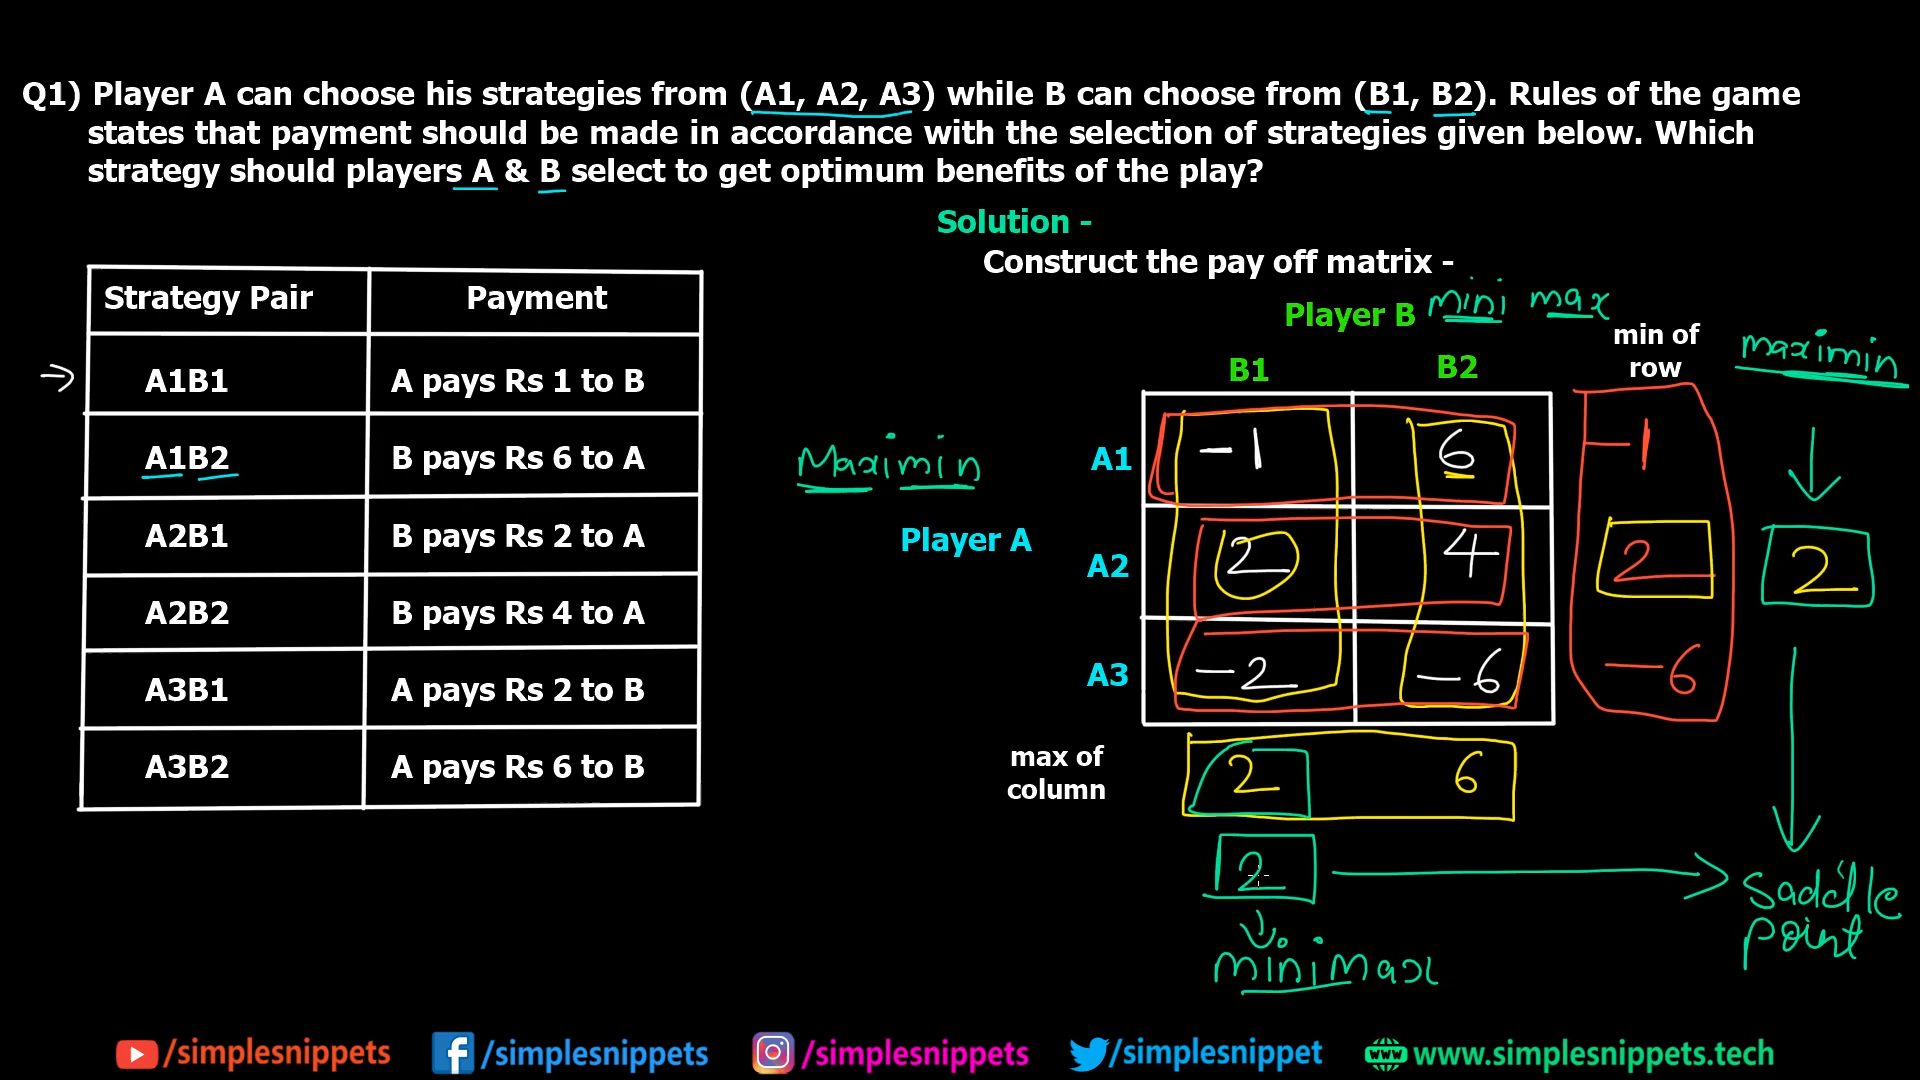 Q1) Player A can choose his strategies from (A1, A2, A3) while B can choose from (B1, B2). Rules of the game
states that payment should be made in accordance with the selection of strategies given below. Which
strategy should players A & B select to get optimum benefits of the play?
Solution -
Construct the pay off matrix -
Strategy Pair Payment
A1B1 A pays Rs 1 to B
A1B2 B pays Rs 6 to A
A2B1 B pays Rs 2 to A
A2B2 B pays Rs 4 to A
A3B1 A pays Rs 2 to B
A3B2 A pays Rs 6 to B
Player B mini max
min of
row
maximin
B1 B2
Maximin
Player A
A1 -1 6 -1
A2 2 4 2 2
A3 -2 -6 -6
max of
column
2 6
2
minimax
Saddle
point
/simplesnippets /simplesnippets /simplesnippets /simplesnippet www.simplesnippets.tech